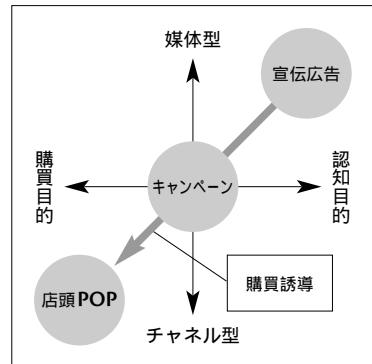 媒体型
宣伝広告
購買目的
キャンペーン
認知目的
店頭POP
購買誘導
チャネル型